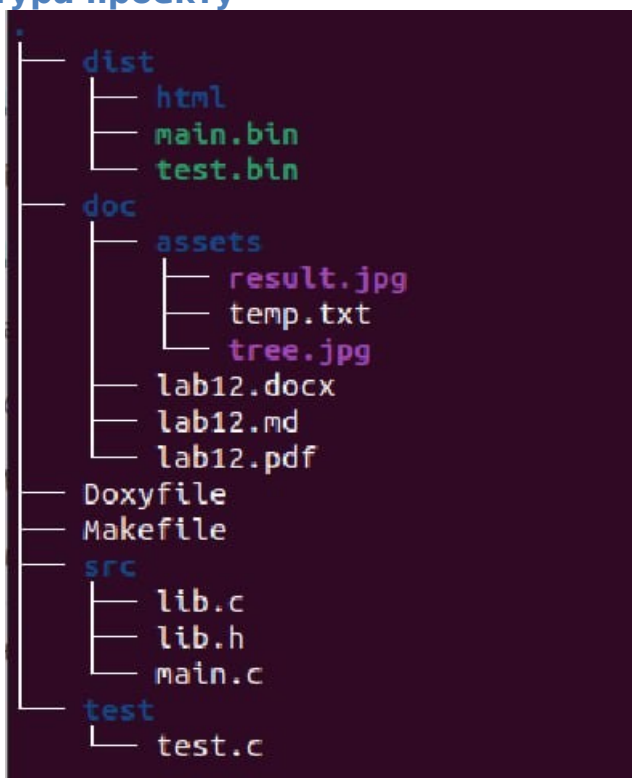 .
├── dist
│   ├── html
│   ├── main.bin
│   └── test.bin
├── doc
│   ├── assets
│   │   ├── result.jpg
│   │   ├── temp.txt
│   │   └── tree.jpg
│   ├── lab12.docx
│   ├── lab12.md
│   └── lab12.pdf
├── Doxyfile
├── Makefile
├── src
│   ├── lib.c
│   ├── lib.h
│   └── main.c
└── test
    └── test.c